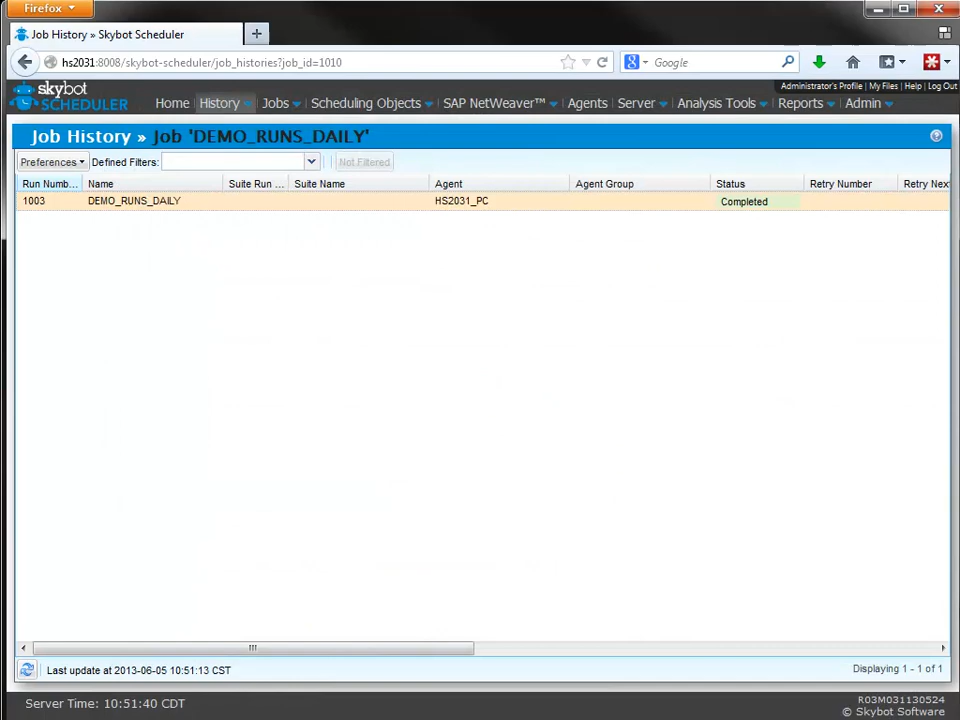 Firefox
Job History » Skybot Scheduler
hs2031:8008/skybot-scheduler/job_histories?job_id=1010
Google
skybot
SCHEDULER
Administrator's Profile | My Files | Help | Log Out
Home History Jobs Scheduling Objects SAP NetWeaver™ Agents Server Analysis Tools Reports Admin
Job History » Job 'DEMO_RUNS_DAILY'
Preferences Defined Filters: Not Filtered
Run Numb... Name Suite Run ... Suite Name Agent Agent Group Status Retry Number Retry Nex
1003 DEMO_RUNS_DAILY HS2031_PC Completed
Last update at 2013-06-05 10:51:13 CST
Displaying 1 - 1 of 1
Server Time: 10:51:40 CDT
R03M031130524
© Skybot Software